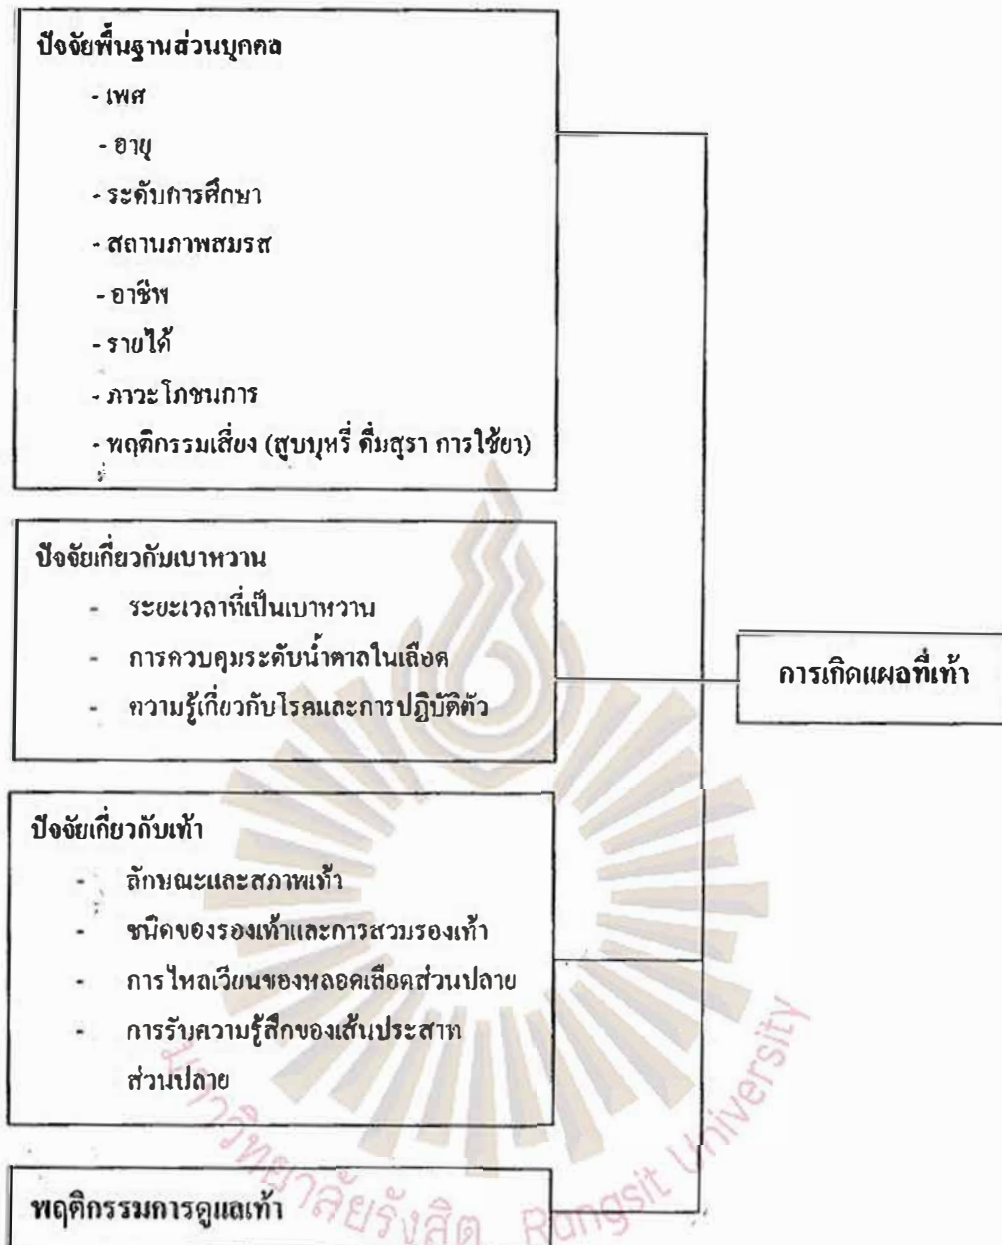 ปัจจัยพื้นฐานส่วนบุคคล
- เพศ
- อายุ
- ระดับการศึกษา
- สถานภาพสมรส
- อาชีพ
- รายได้
- ภาวะโภชนการ
- พฤติกรรมเสี่ยง (สูบบุหรี่ ดื่มสุรา การใช้ยา)
ปัจจัยเกี่ยวกับเบาหวาน
- ระยะเวลาที่เป็นเบาหวาน
- การควบคุมระดับน้ำตาลในเลือด
- ความรู้เกี่ยวกับโรคและการปฏิบัติตัว
การเกิดแผลที่เท้า
ปัจจัยเกี่ยวกับเท้า
- ลักษณะและสภาพเท้า
- ชนิดของรองเท้าและการสวมรองเท้า
- การไหลเวียนของหลอดเลือดส่วนปลาย
- การรับความรู้สึกของเส้นประสาท
ส่วนปลาย
พฤติกรรมการดูแลเท้า
มหาวิทยาลัยรังสิต Rangsit University